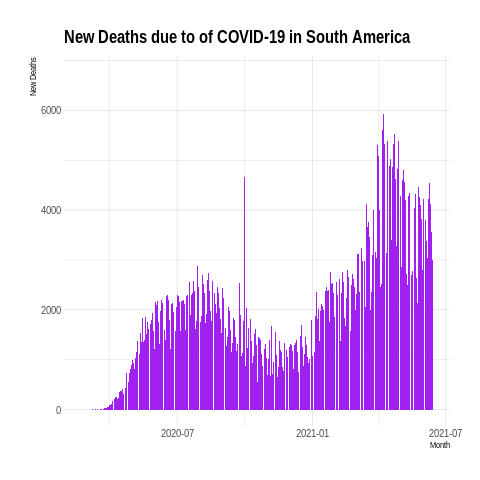 New Deaths due to of COVID-19 in South America
New Deaths
6000
4000
2000
0
2020-07
2021-01
2021-07
Month